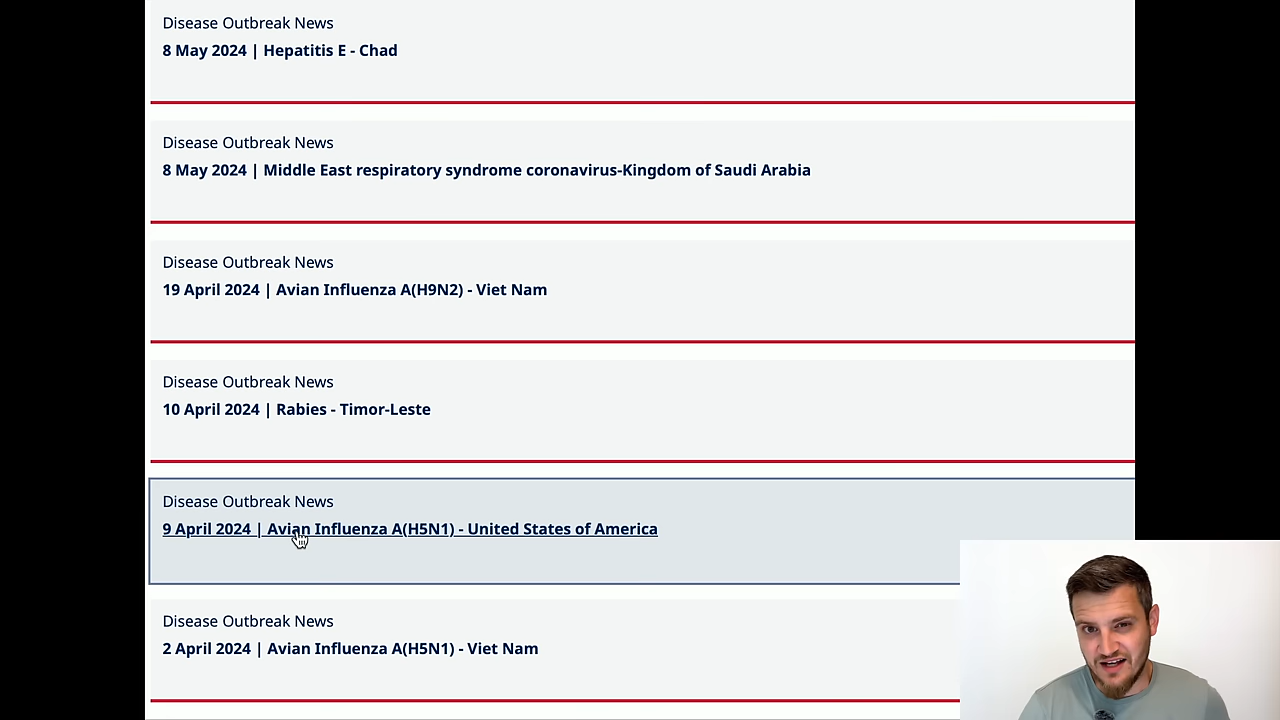 Disease Outbreak News
8 May 2024 | Hepatitis E - Chad
Disease Outbreak News
8 May 2024 | Middle East respiratory syndrome coronavirus-Kingdom of Saudi Arabia
Disease Outbreak News
19 April 2024 | Avian Influenza A(H9N2) - Viet Nam
Disease Outbreak News
10 April 2024 | Rabies - Timor-Leste
Disease Outbreak News
9 April 2024 | Avian Influenza A(H5N1) - United States of America
Disease Outbreak News
2 April 2024 | Avian Influenza A(H5N1) - Viet Nam